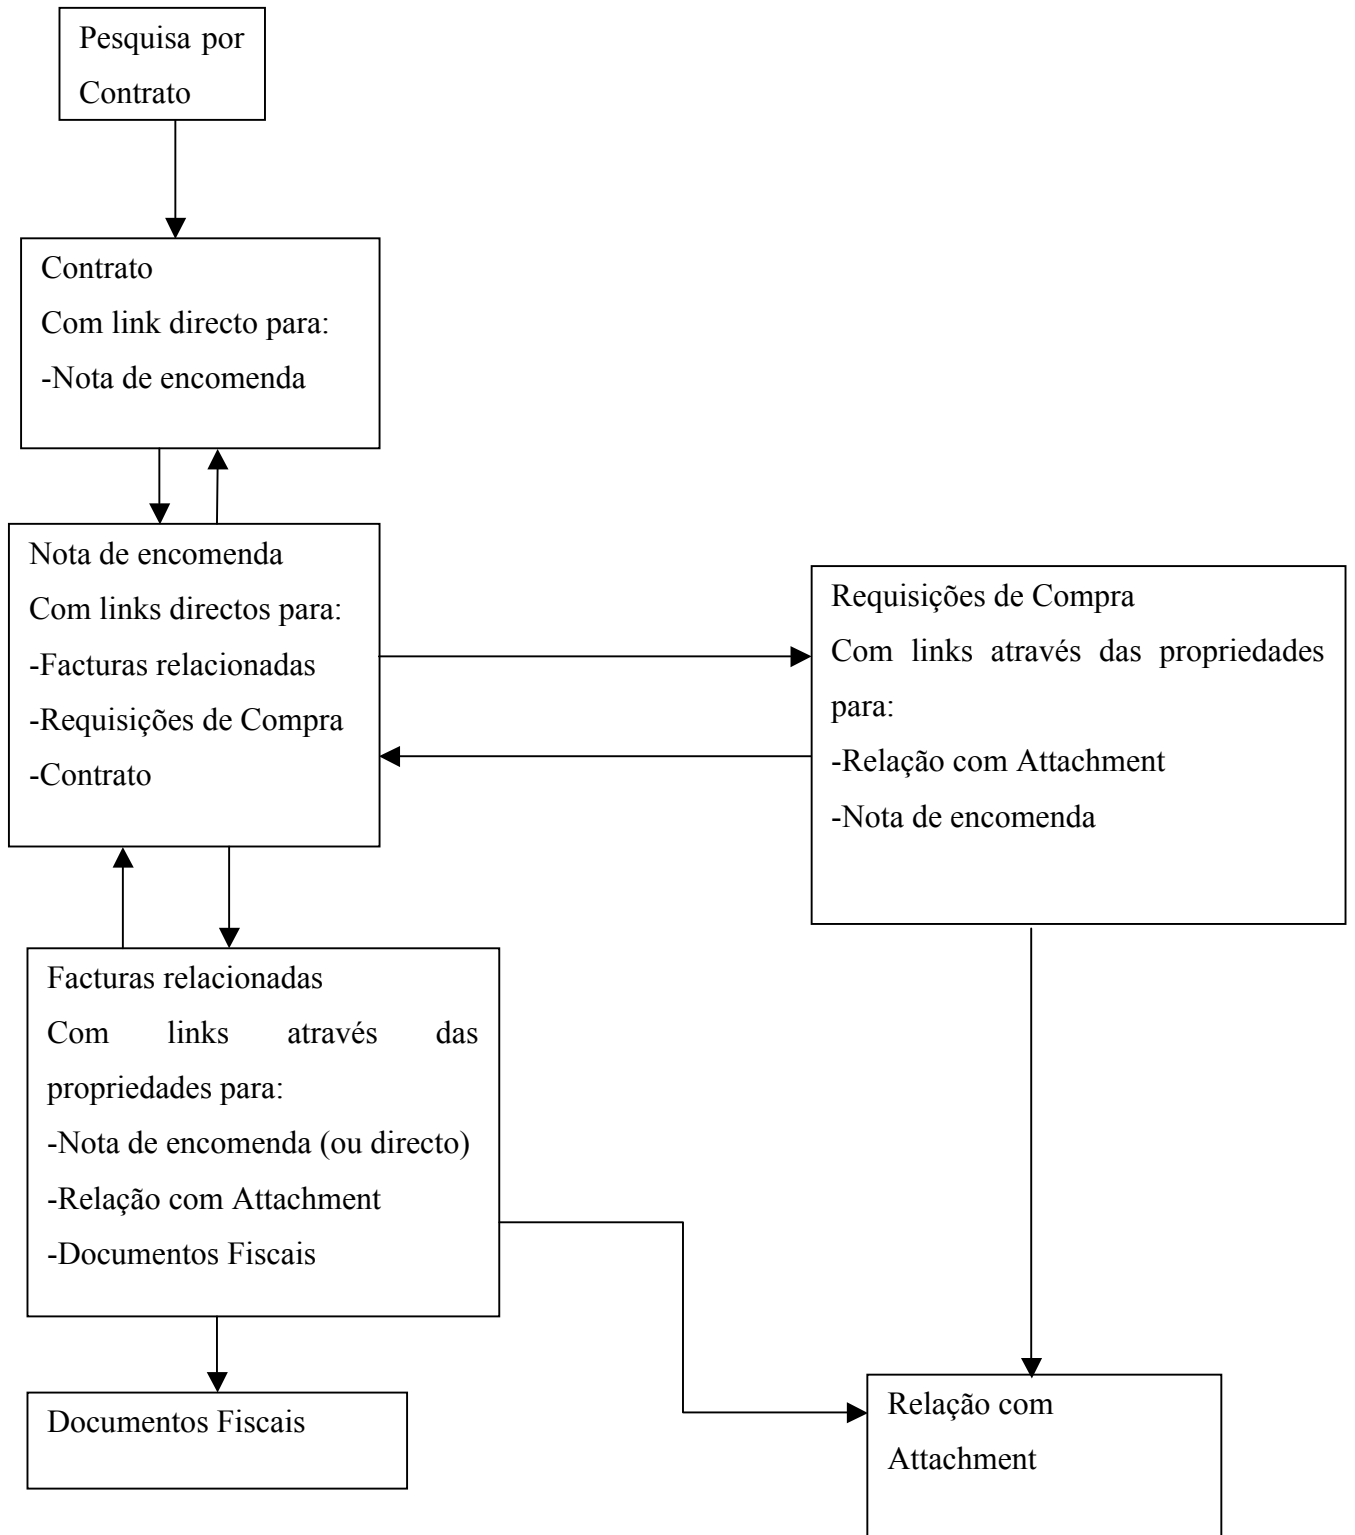 Pesquisa por
Contrato
Contrato
Com link directo para:
-Nota de encomenda
Nota de encomenda
Com links directos para:
-Facturas relacionadas
-Requisições de Compra
-Contrato
Requisições de Compra
Com links através das propriedades
para:
-Relação com Attachment
-Nota de encomenda
Facturas relacionadas
Com links através das
propriedades para:
-Nota de encomenda (ou directo)
-Relação com Attachment
-Documentos Fiscais
Documentos Fiscais
Relação com
Attachment